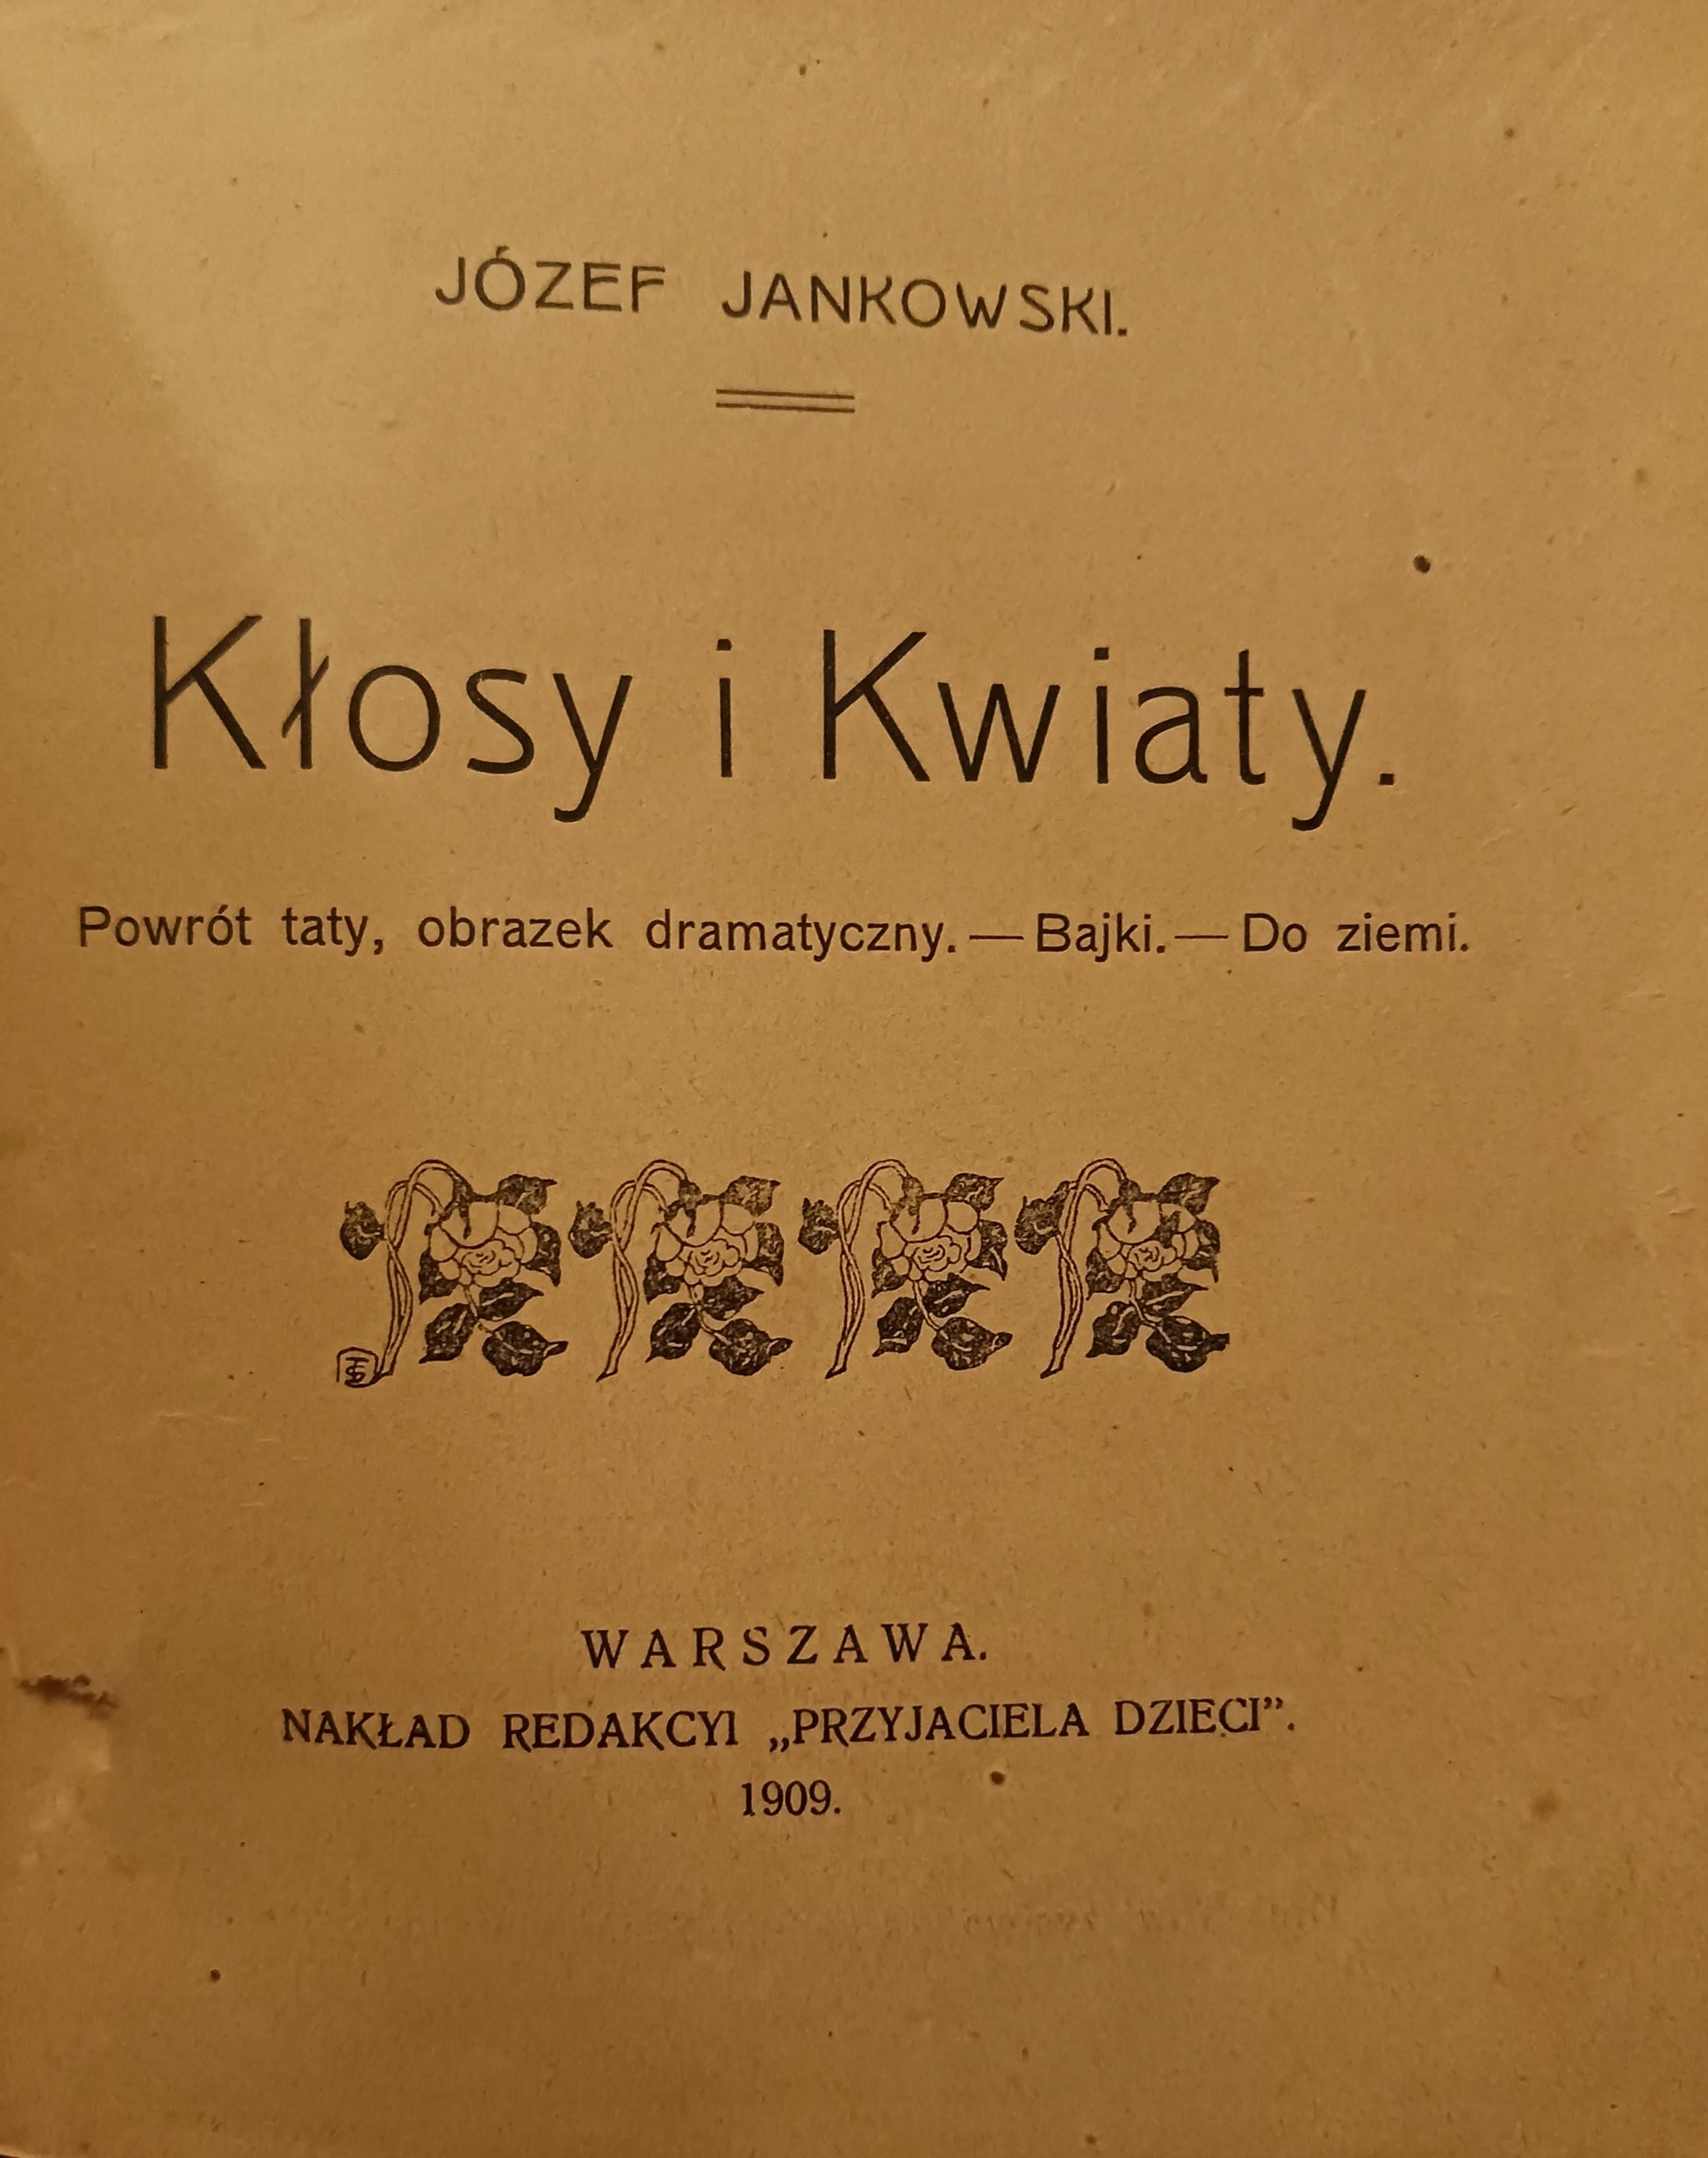 JÓZEF JANKOWSKI.
Kłosy i Kwiaty.
Powrót taty, obrazek dramatyczny. — Bajki. — Do ziemi.
WARSZAWA.
NAKŁAD REDAKCYI „PRZYJACIELA DZIECI”.
1909.